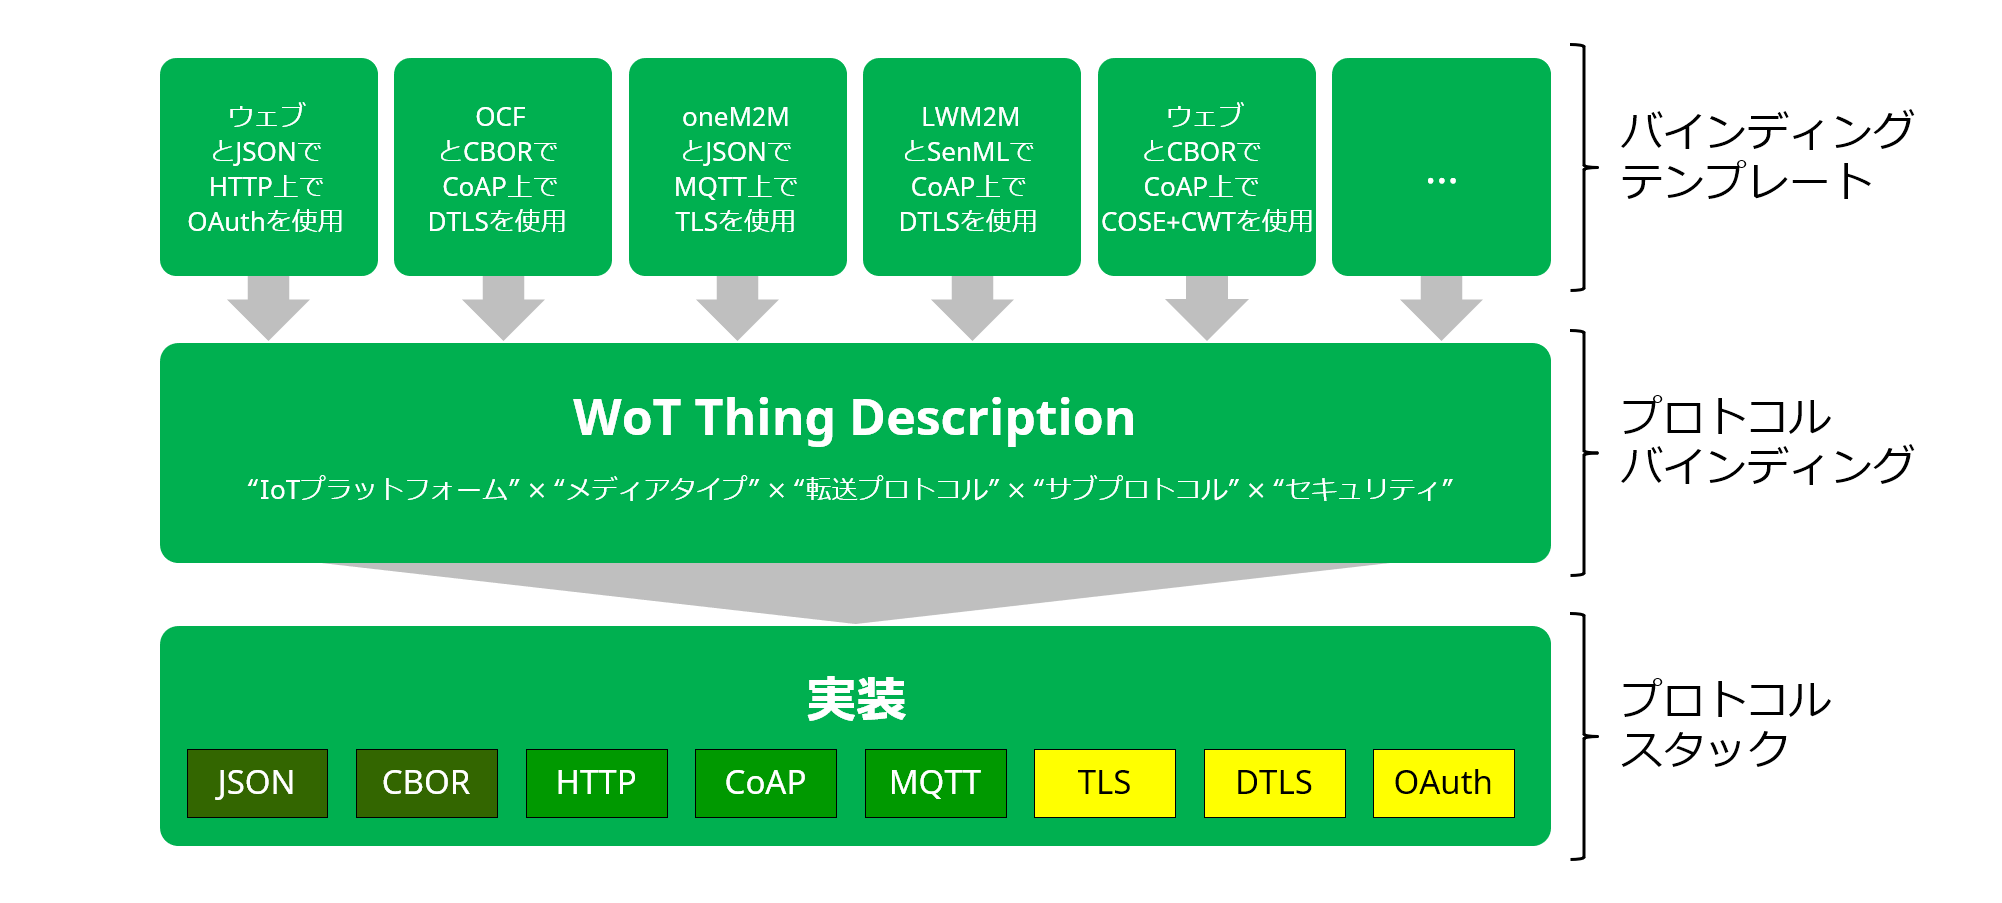 ウェブ
とJSONで
HTTP上で
OAuthを使用
OCF
とCBORで
CoAP上で
DTLSを使用
oneM2M
とJSONで
MQTT上で
TLSを使用
LWM2M
とSenMLで
CoAP上で
DTLSを使用
ウェブ
とCBORで
CoAP上で
COSE+CWTを使用
...
バインディング
テンプレート
WoT Thing Description
“IoTプラットフォーム” × “メディアタイプ” × “転送プロトコル” × “サブプロトコル” × “セキュリティ”
プロトコル
バインディング
実装
JSON
CBOR
HTTP
CoAP
MQTT
TLS
DTLS
OAuth
プロトコル
スタック